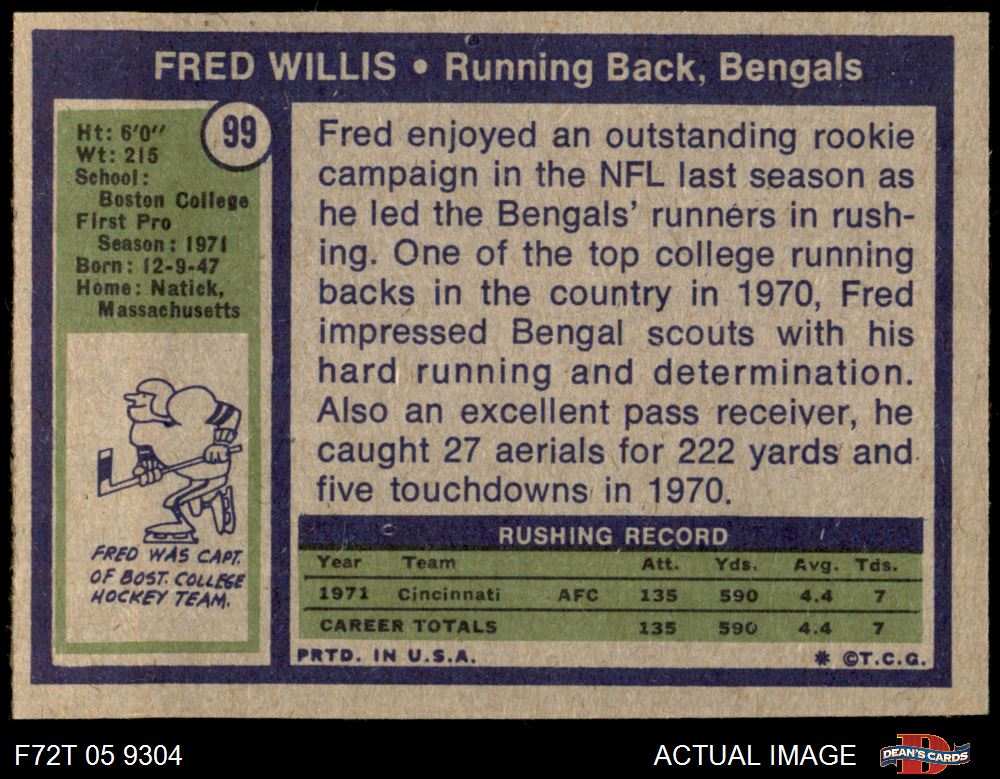 FRED WILLIS • Running Back, Bengals
99
Ht: 6'0"
Wt: 215
School:
Boston College
First Pro
Season: 1971
Born: 12-9-47
Home: Natick,
Massachusetts
FRED WAS CAPT.
OF BOST. COLLEGE
HOCKEY TEAM.
Fred enjoyed an outstanding rookie
campaign in the NFL last season as
he led the Bengals' runners in rush-
ing. One of the top college running
backs in the country in 1970, Fred
impressed Bengal scouts with his
hard running and determination.
Also an excellent pass receiver, he
caught 27 aerials for 222 yards and
five touchdowns in 1970.
RUSHING RECORD
Year Team Att. Yds. Avg. Tds.
1971 Cincinnati AFC 135 590 4.4 7
CAREER TOTALS 135 590 4.4 7
PRTD. IN U.S.A. * ©T.C.G.
F72T 05 9304 ACTUAL IMAGE DEAN'S CARDS